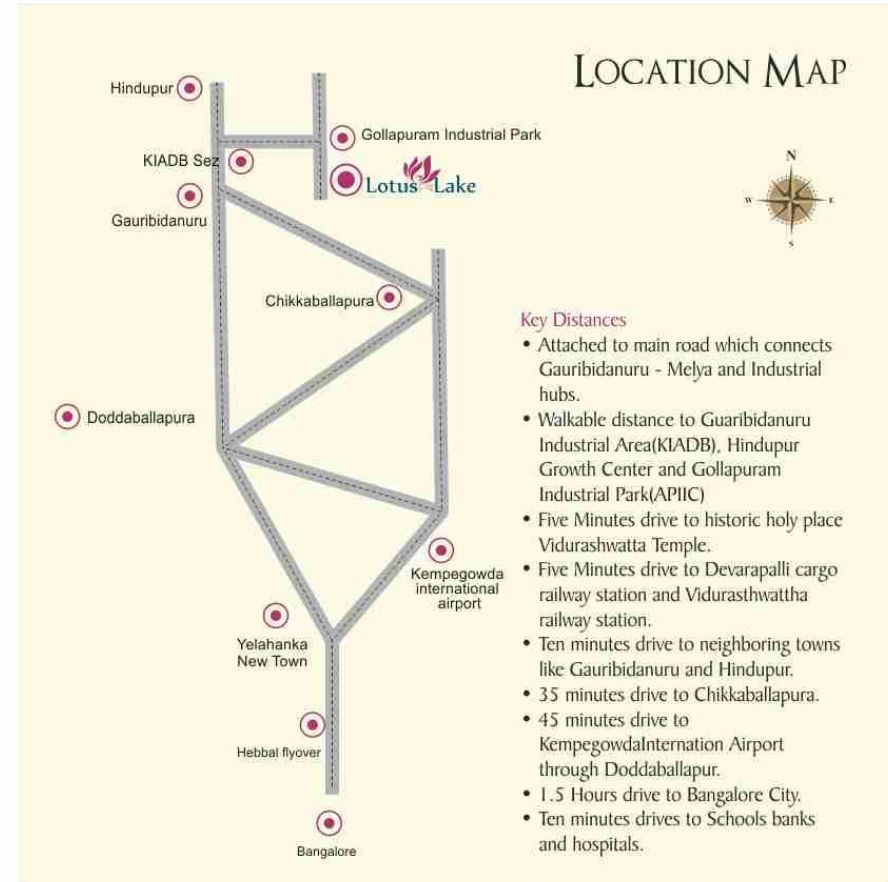 LOCATION MAP
Hindupur
Gollapuram Industrial Park
KIADB Sez
Lotus Lake
Gauribidanuru
N
W
E
S
Chikkaballapura
Doddaballapura
Kempegowda
international
airport
Yelahanka
New Town
Hebbal flyover
Bangalore
Key Distances
• Attached to main road which connects
Gauribidanuru - Melya and Industrial
hubs.
• Walkable distance to Guaribidanuru
Industrial Area(KIADB), Hindupur
Growth Center and Gollapuram
Industrial Park(APIIC)
• Five Minutes drive to historic holy place
Vidurashwatta Temple.
• Five Minutes drive to Devarapalli cargo
railway station and Vidurasthwattha
railway station.
• Ten minutes drive to neighboring towns
like Gauribidanuru and Hindupur.
• 35 minutes drive to Chikkaballapura.
• 45 minutes drive to
KempegowdaInternation Airport
through Doddaballapur.
• 1.5 Hours drive to Bangalore City.
• Ten minutes drives to Schools banks
and hospitals.